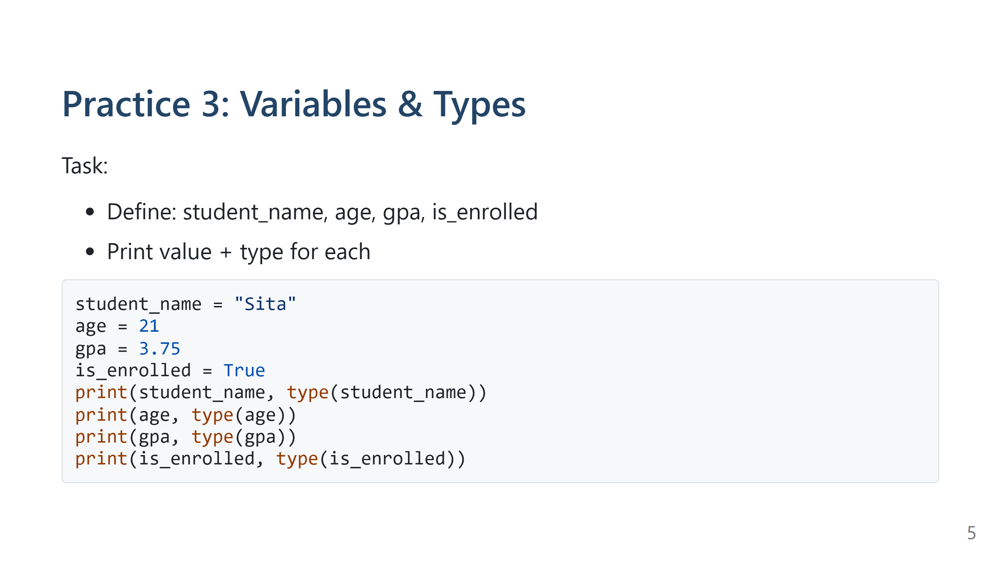 Practice 3: Variables & Types
Task:
• Define: student_name, age, gpa, is_enrolled
• Print value + type for each
student_name = "Sita"
age = 21
gpa = 3.75
is_enrolled = True
print(student_name, type(student_name))
print(age, type(age))
print(gpa, type(gpa))
print(is_enrolled, type(is_enrolled))
5